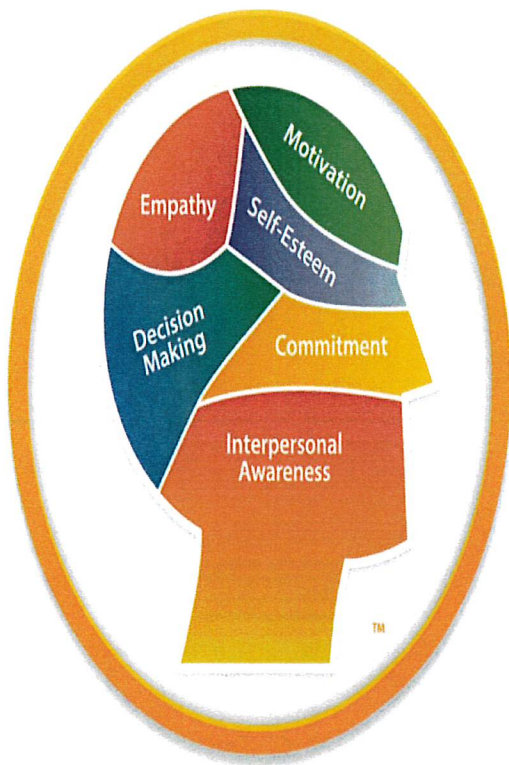 Motivation
Empathy
Self-Esteem
Decision
Making
Commitment
Interpersonal
Awareness
TM